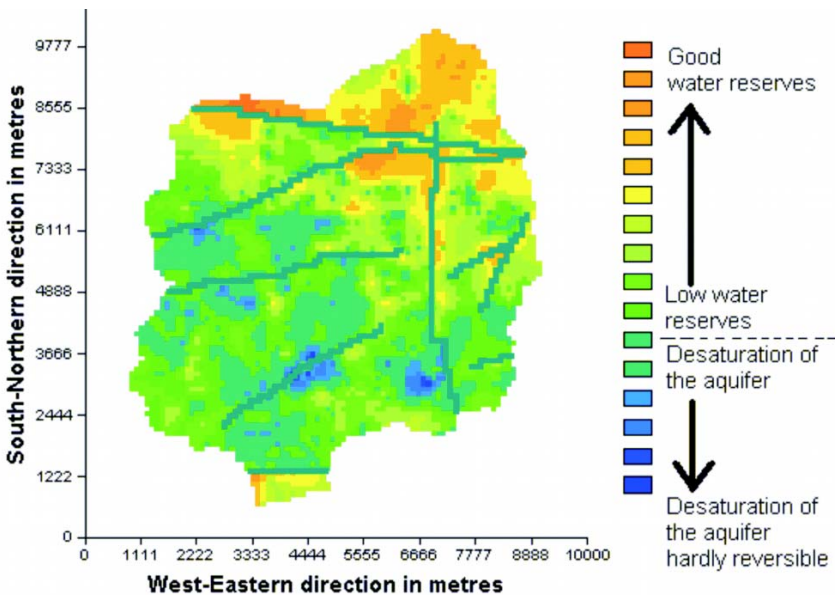 9777
8555
7333
6111
4888
3666
2444
1222
0
South-Northern direction in metres
0 1111 2222 3333 4444 5555 6666 7777 8888 10000
West-Eastern direction in metres
Good
water reserves
Low water
reserves
Desaturation of
the aquifer
Desaturation of
the aquifer
hardly reversible